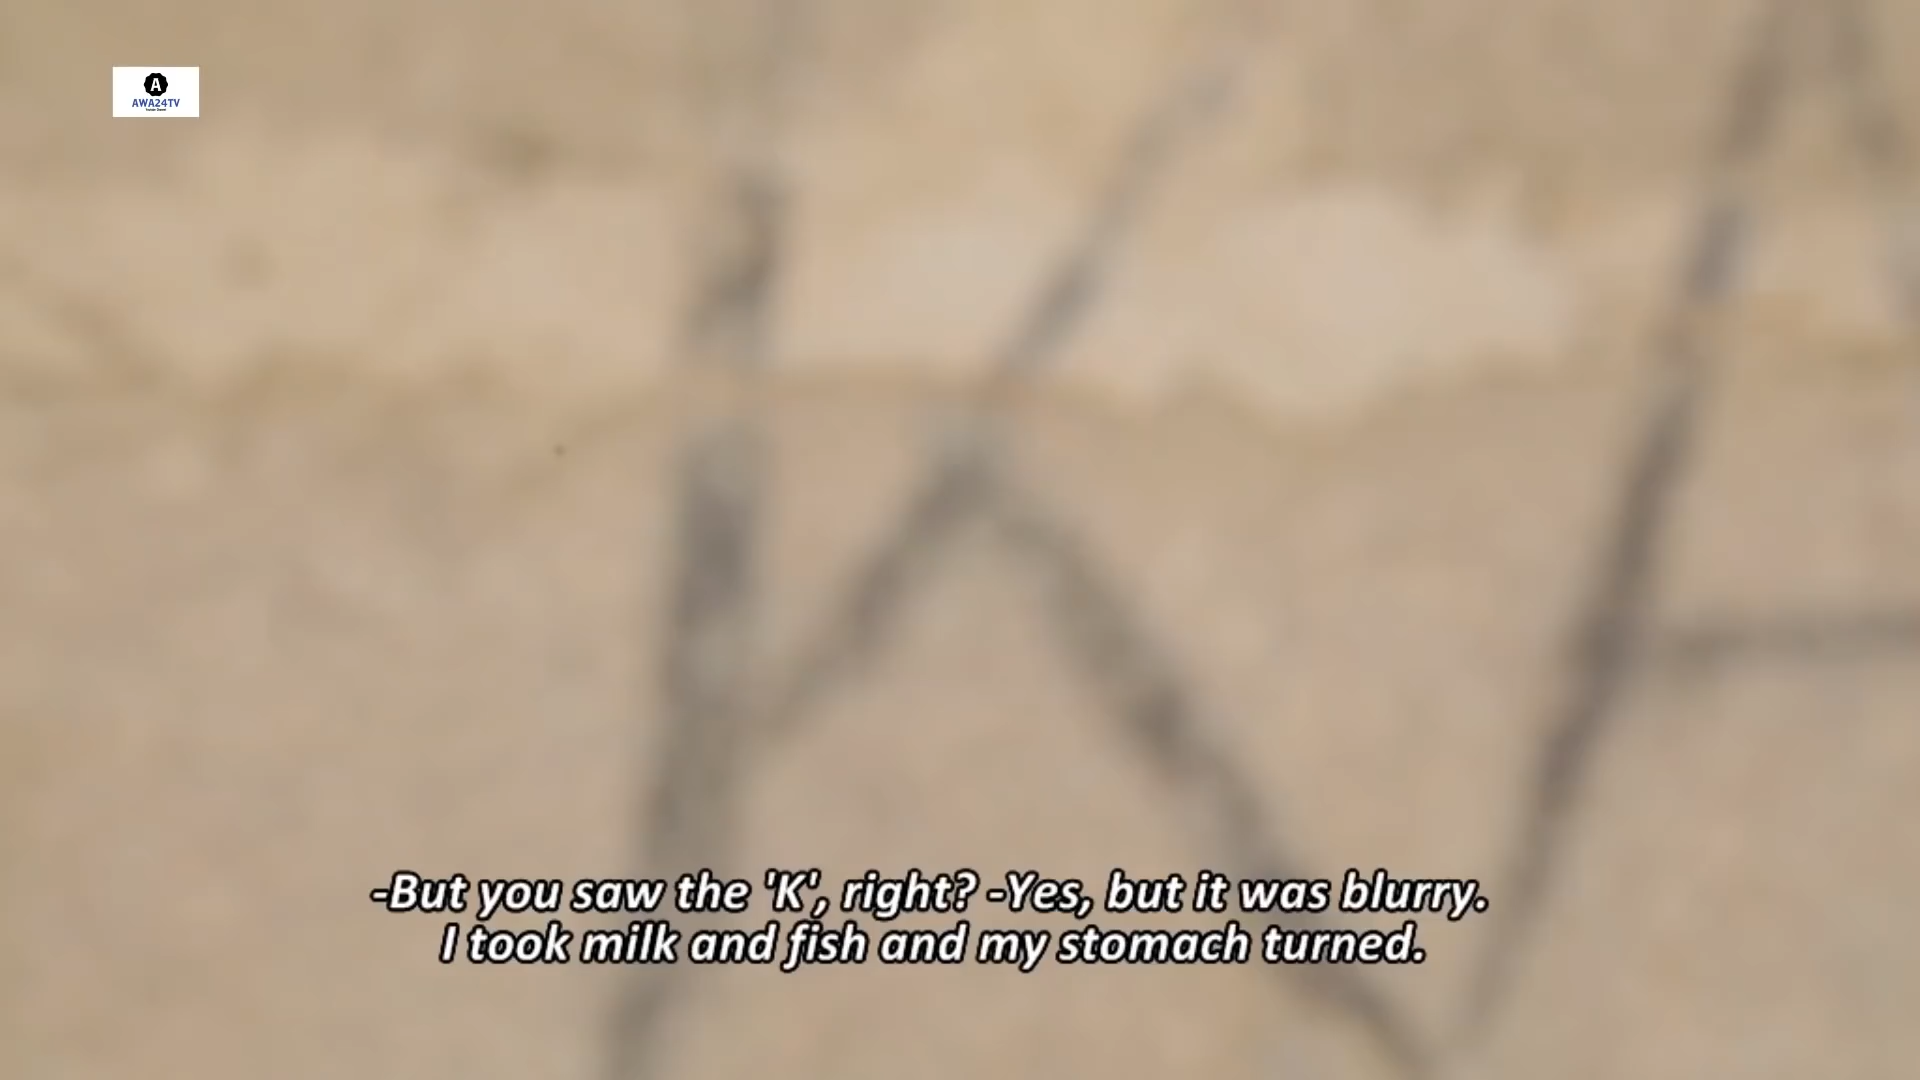 A
AWA24TV
K
-But you saw the 'K', right? -Yes, but it was blurry.
I took milk and fish and my stomach turned.